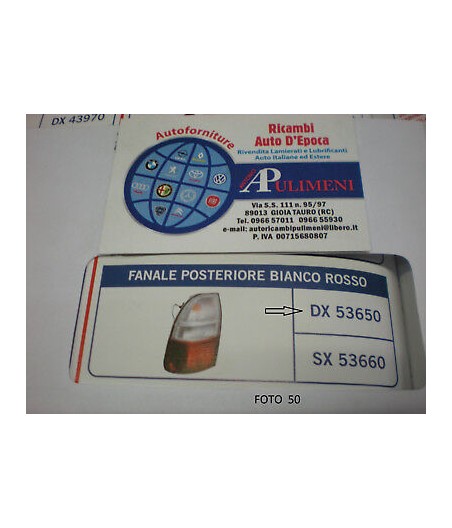 DX 43970
Autoforniture
Ricambi
Auto D'Epoca
Rivendita Lamierati e Lubrificanti
Auto Italiane ed Estere
APULIMENI
Via S.S. 111 n. 95/97
89013 GIOIA TAURO (RC)
Tel. 0966 57011 0966 55930
e-mail: autoricambipulimeni@libero.it
P. IVA 00715680807
FANALE POSTERIORE BIANCO ROSSO
DX 53650
SX 53660
FOTO 50